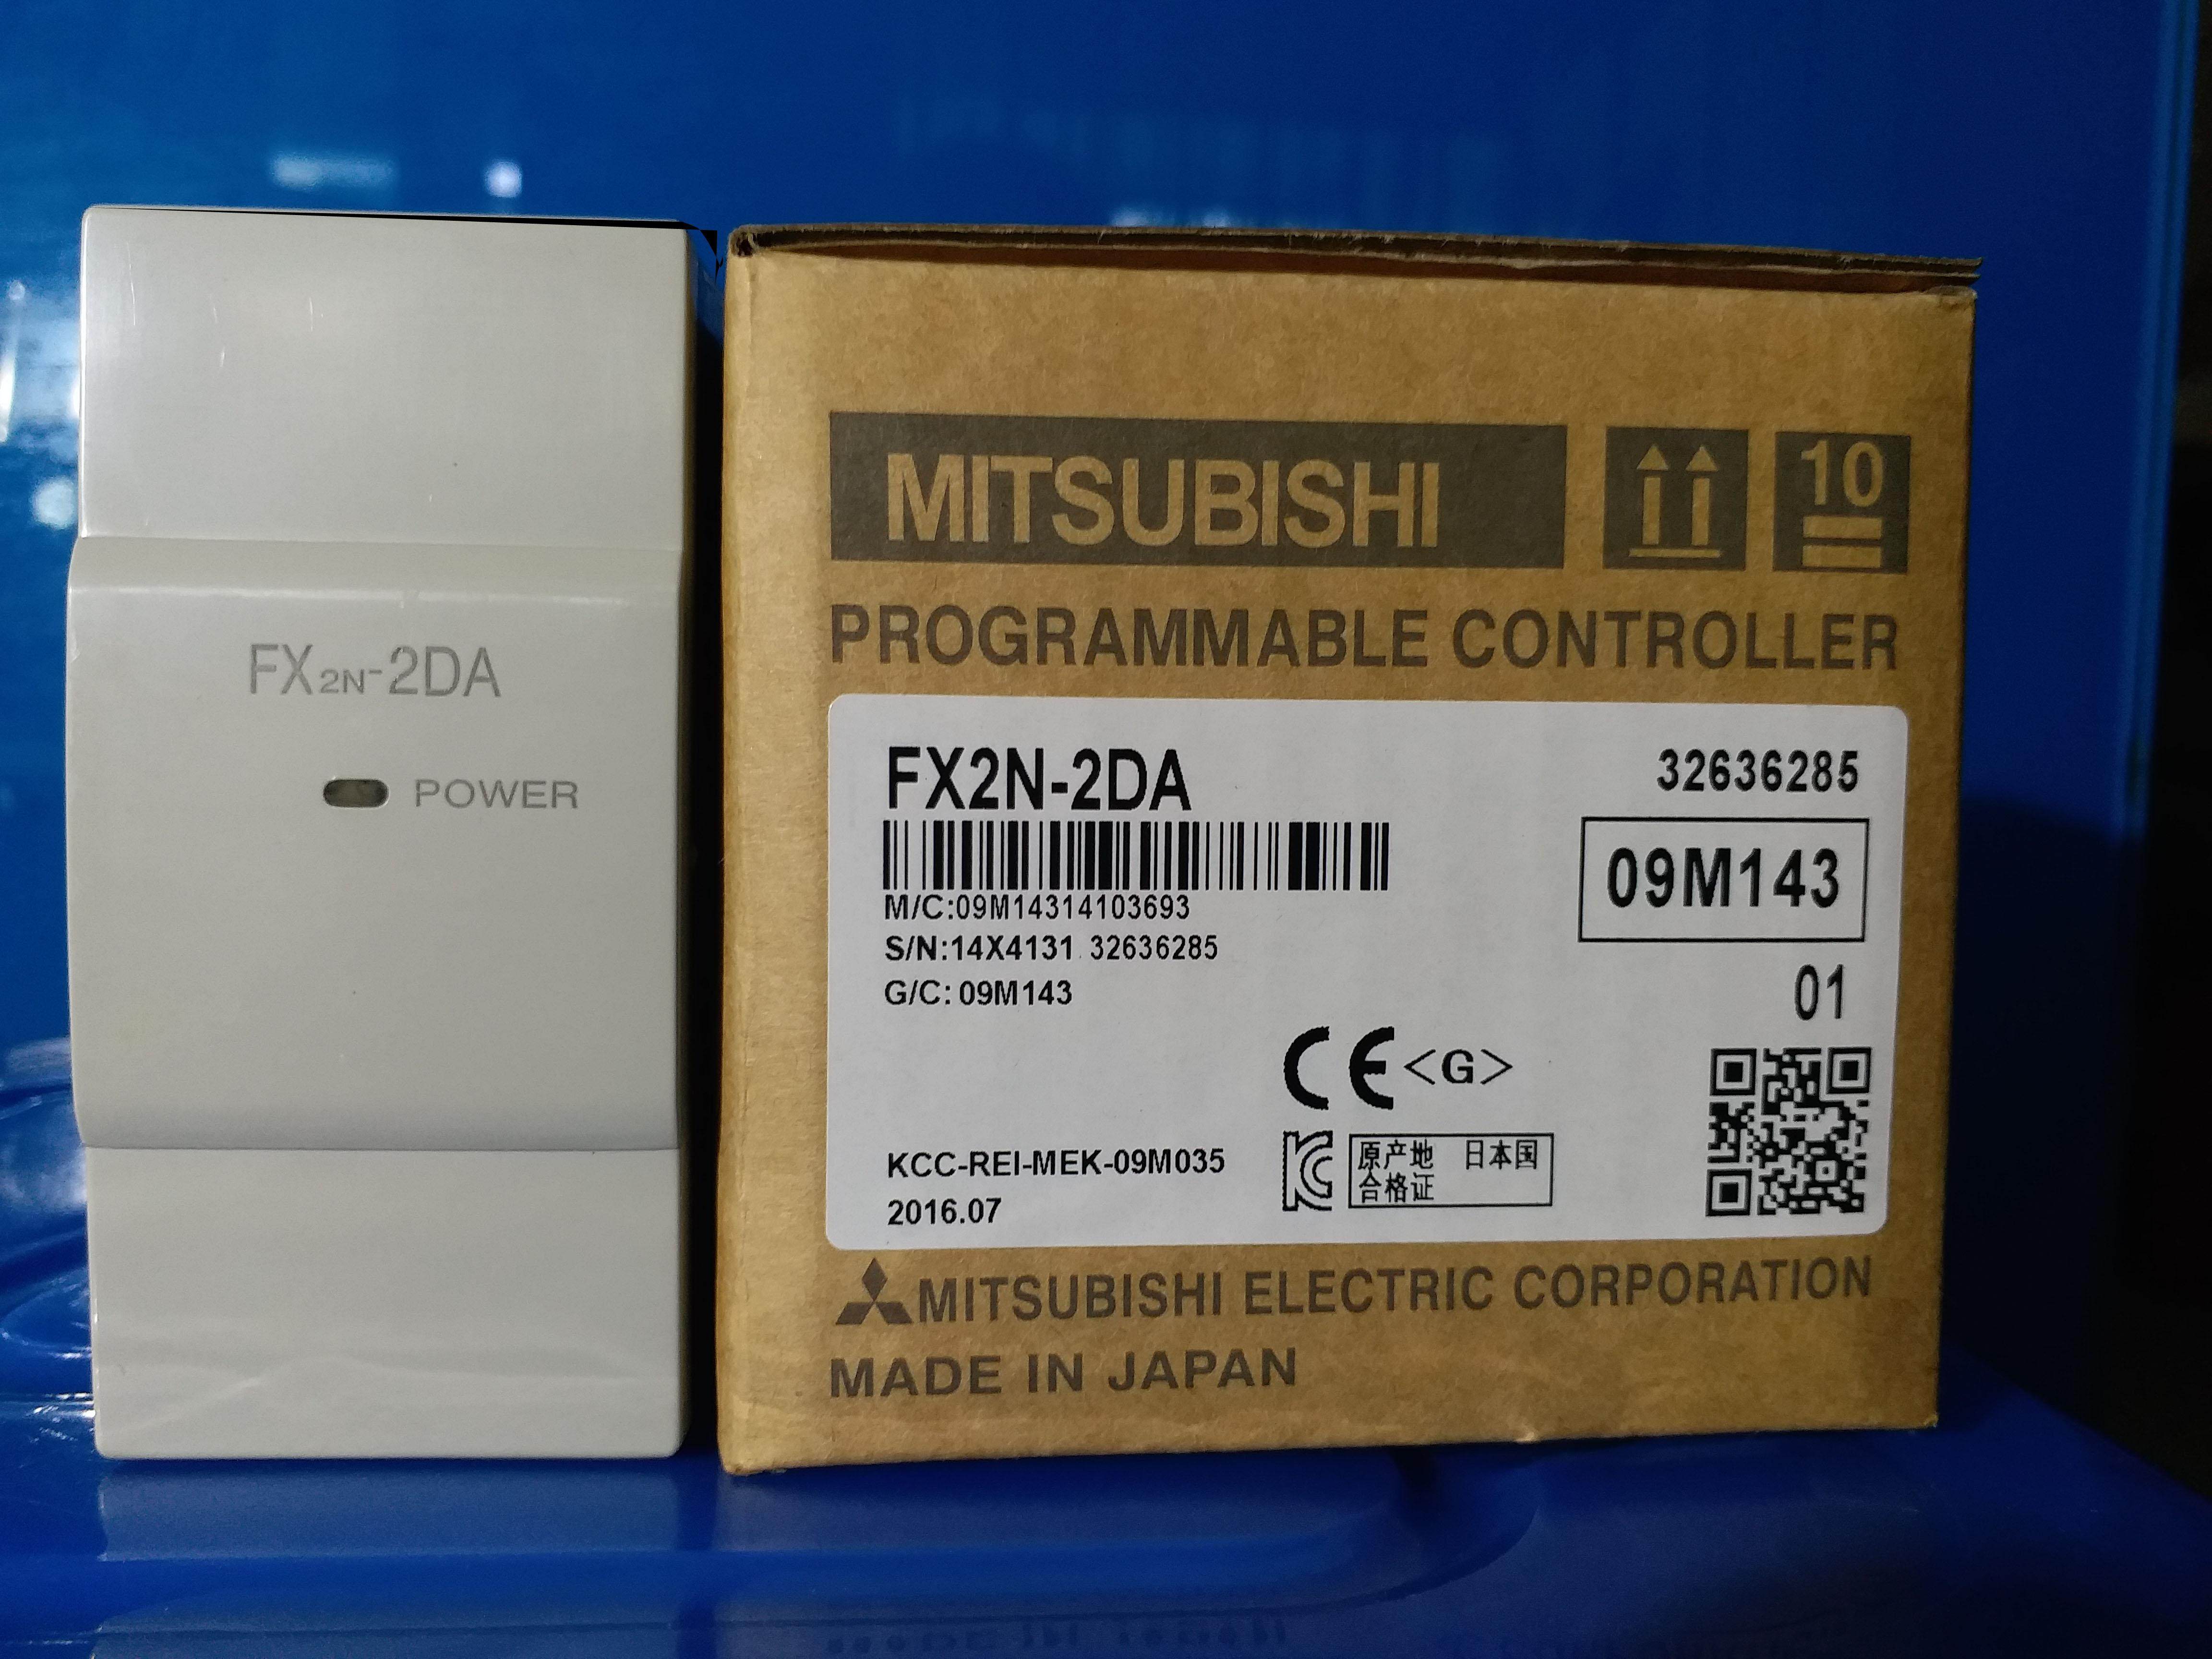 FX2N-2DA
POWER
MITSUBISHI
10
PROGRAMMABLE CONTROLLER
FX2N-2DA
32636285
09M143
M/C:09M14314103693
S/N:14X4131 32636285
G/C:09M143
01
CE<G>
KCC-REI-MEK-09M035
2016.07
原产地 日本国
合格证
MITSUBISHI ELECTRIC CORPORATION
MADE IN JAPAN